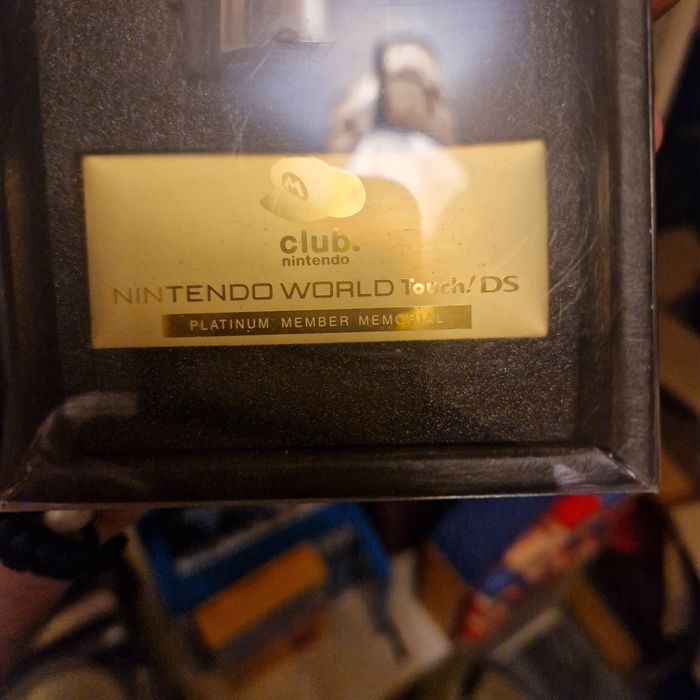 M
club.
nintendo
NINTENDO WORLD Touch! DS
PLATINUM MEMBER MEMORIAL